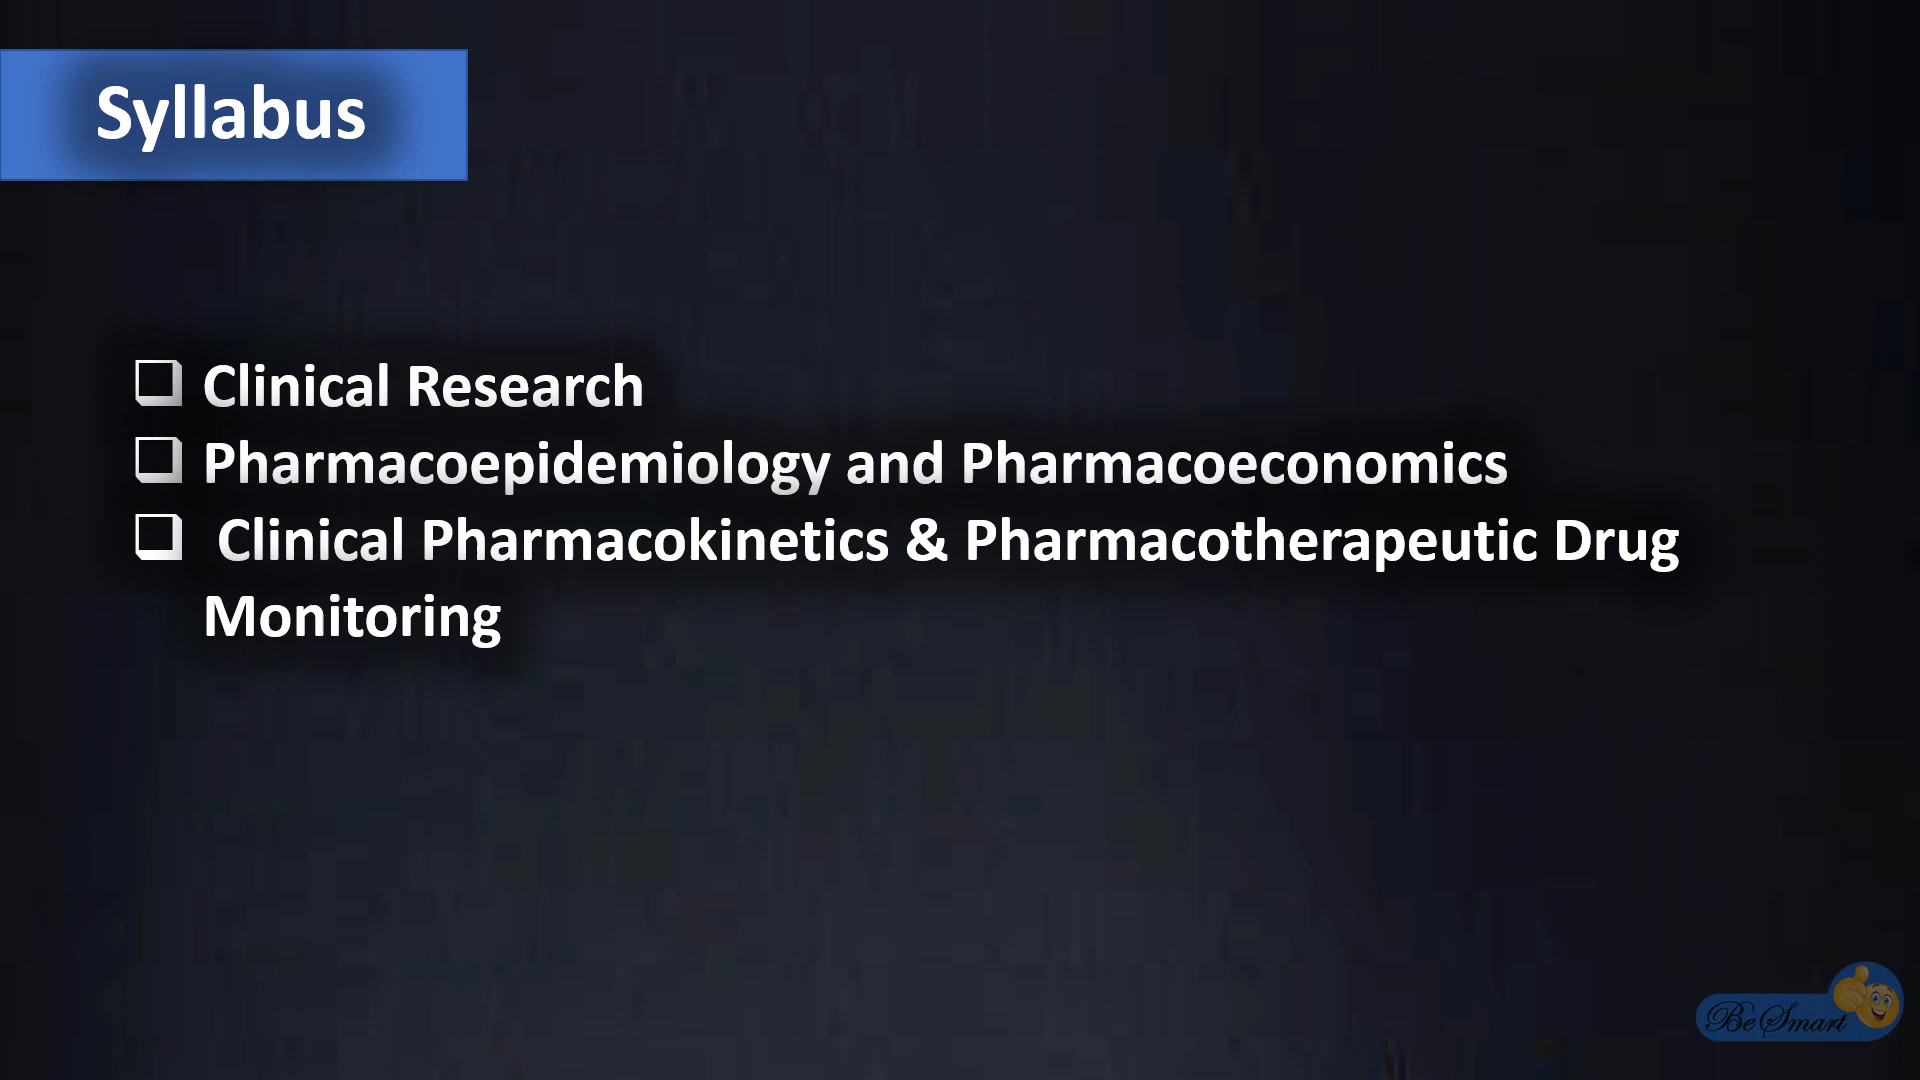 Syllabus
Clinical Research
Pharmacoepidemiology and Pharmacoeconomics
Clinical Pharmacokinetics & Pharmacotherapeutic Drug
Monitoring
Be Smart